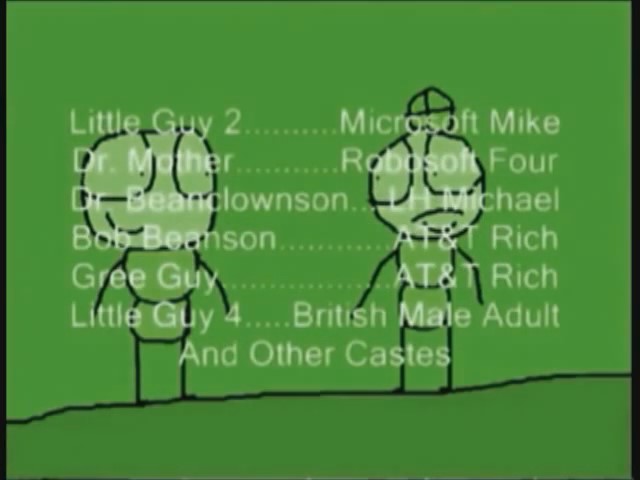 Little Guy 2..........Microsoft Mike
Dr. Mother..........Robosoft Four
Dr. Beanclownson...LH Michael
Bob Beanson............AT&T Rich
Gree Guy..................AT&T Rich
Little Guy 4.....British Male Adult
And Other Castes